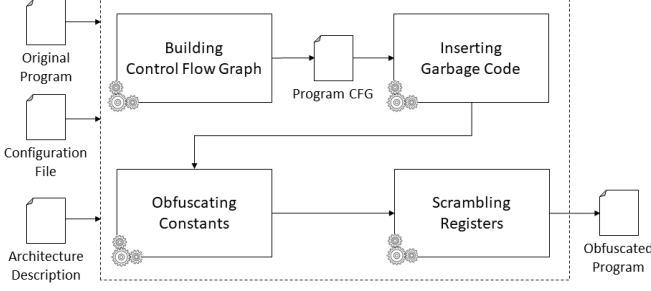 Original
Program
Building
Control Flow Graph
Program CFG
Inserting
Garbage Code
Configuration
File
Obfuscating
Constants
Scrambling
Registers
Architecture
Description
Obfuscated
Program